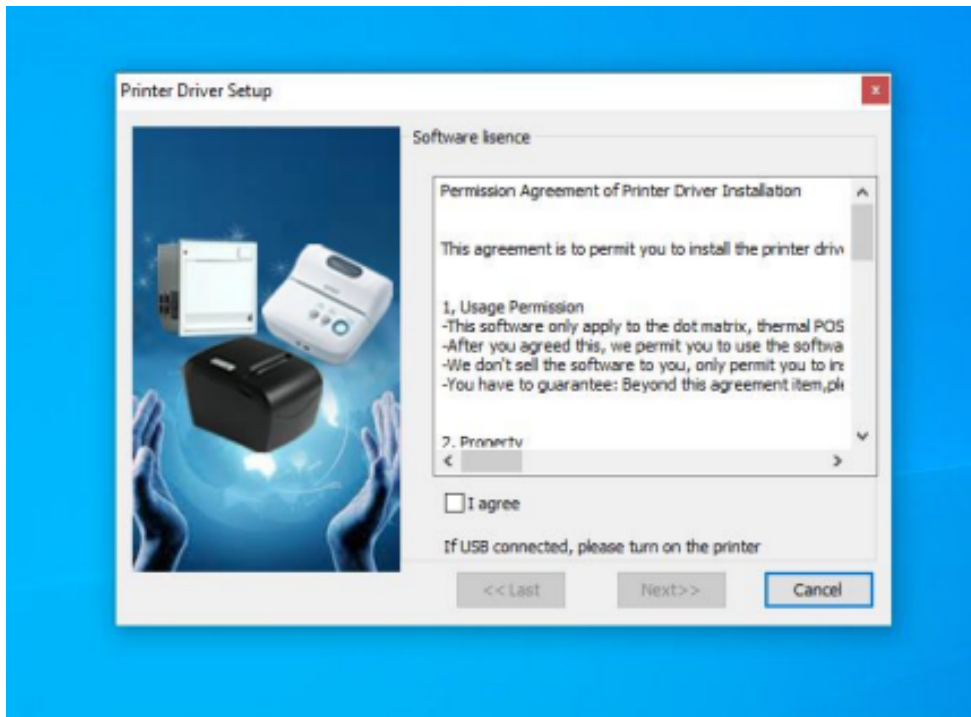 Printer Driver Setup
x
Software lisence
Permission Agreement of Printer Driver Installation
This agreement is to permit you to install the printer driv
1, Usage Permission
-This software only apply to the dot matrix, thermal POS
-After you agreed this, we permit you to use the softwa
-We don't sell the software to you, only permit you to ins
-You have to guarantee: Beyond this agreement item,ple
2. Property
I agree
If USB connected, please turn on the printer
<< Last
Next>>
Cancel